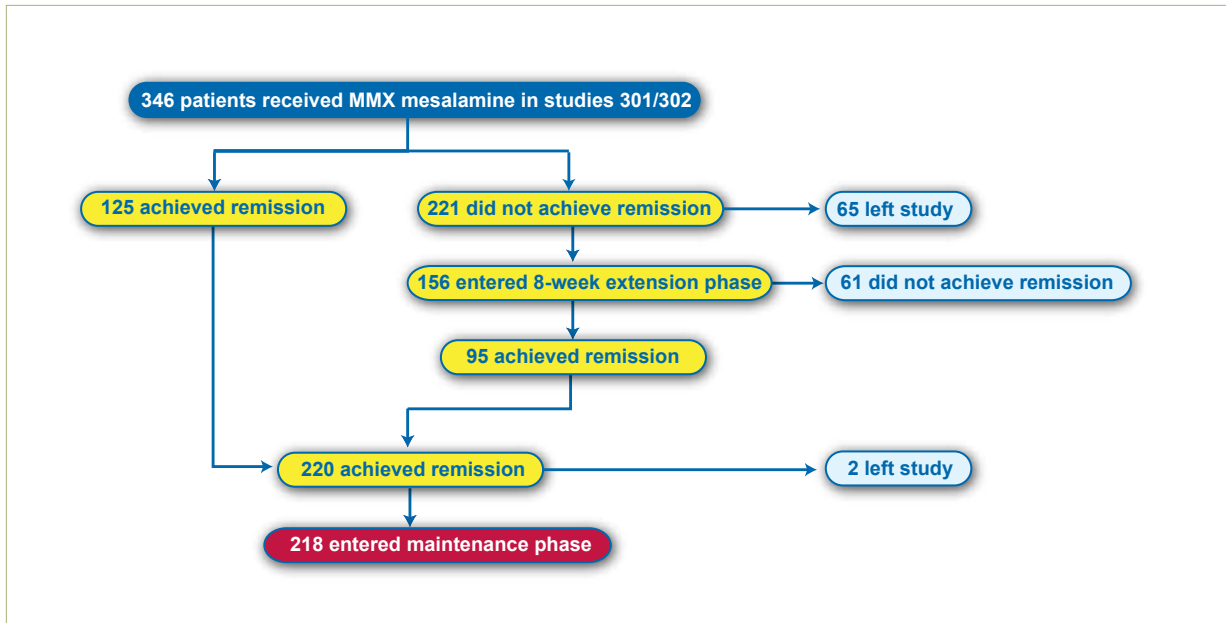 346 patients received MMX mesalamine in studies 301/302
125 achieved remission
221 did not achieve remission
65 left study
156 entered 8-week extension phase
61 did not achieve remission
95 achieved remission
220 achieved remission
2 left study
218 entered maintenance phase